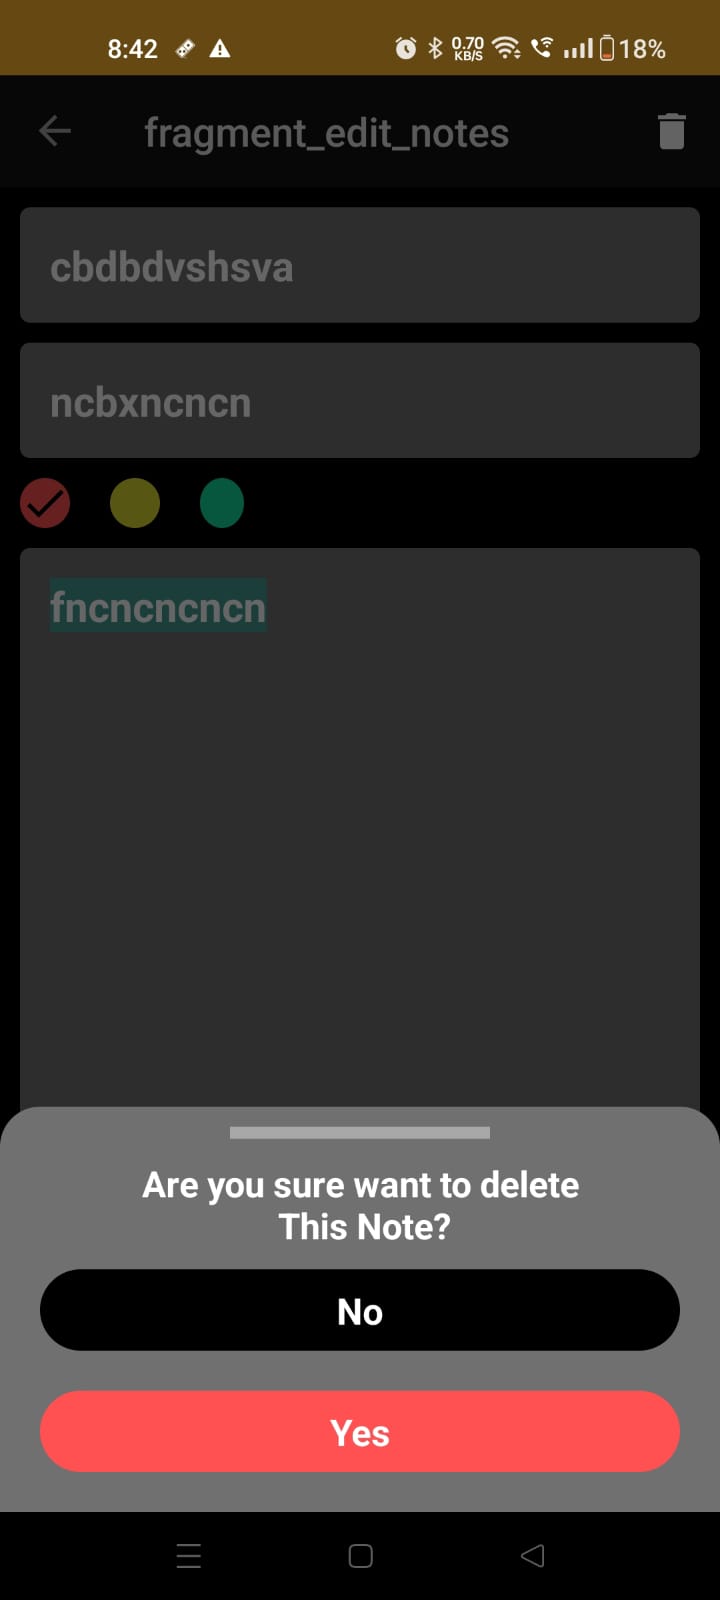 8:42 0.70 KB/S 18%
fragment_edit_notes
cbdbdvshsva
ncbxncncn
fncncncncn
Are you sure want to delete
This Note?
No
Yes